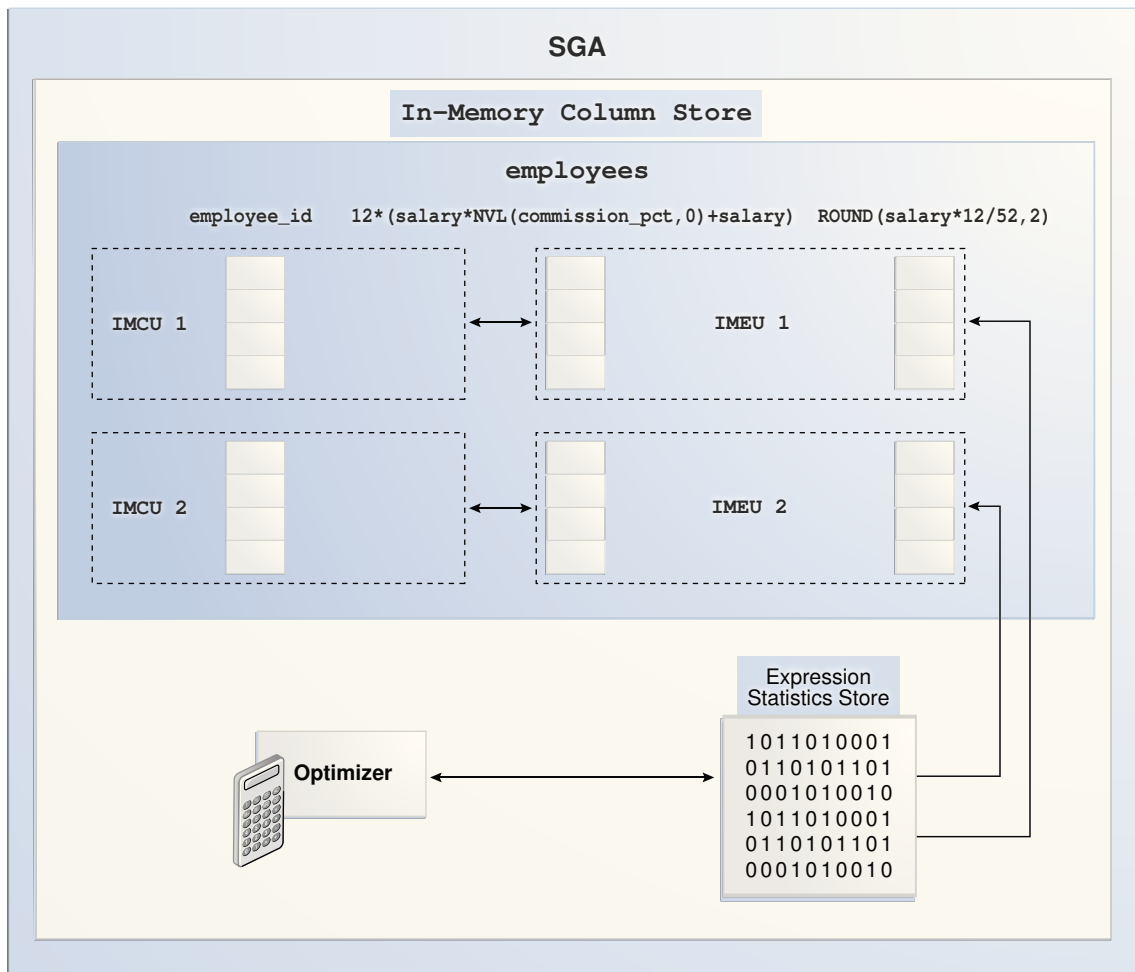 SGA
In-Memory Column Store
employees
employee_id 12*(salary*NVL(commission_pct,0)+salary) ROUND(salary*12/52,2)
IMCU 1 IMEU 1
IMCU 2 IMEU 2
Expression
Statistics Store
Optimizer
1011010001
0110101101
0001010010
1011010001
0110101101
0001010010